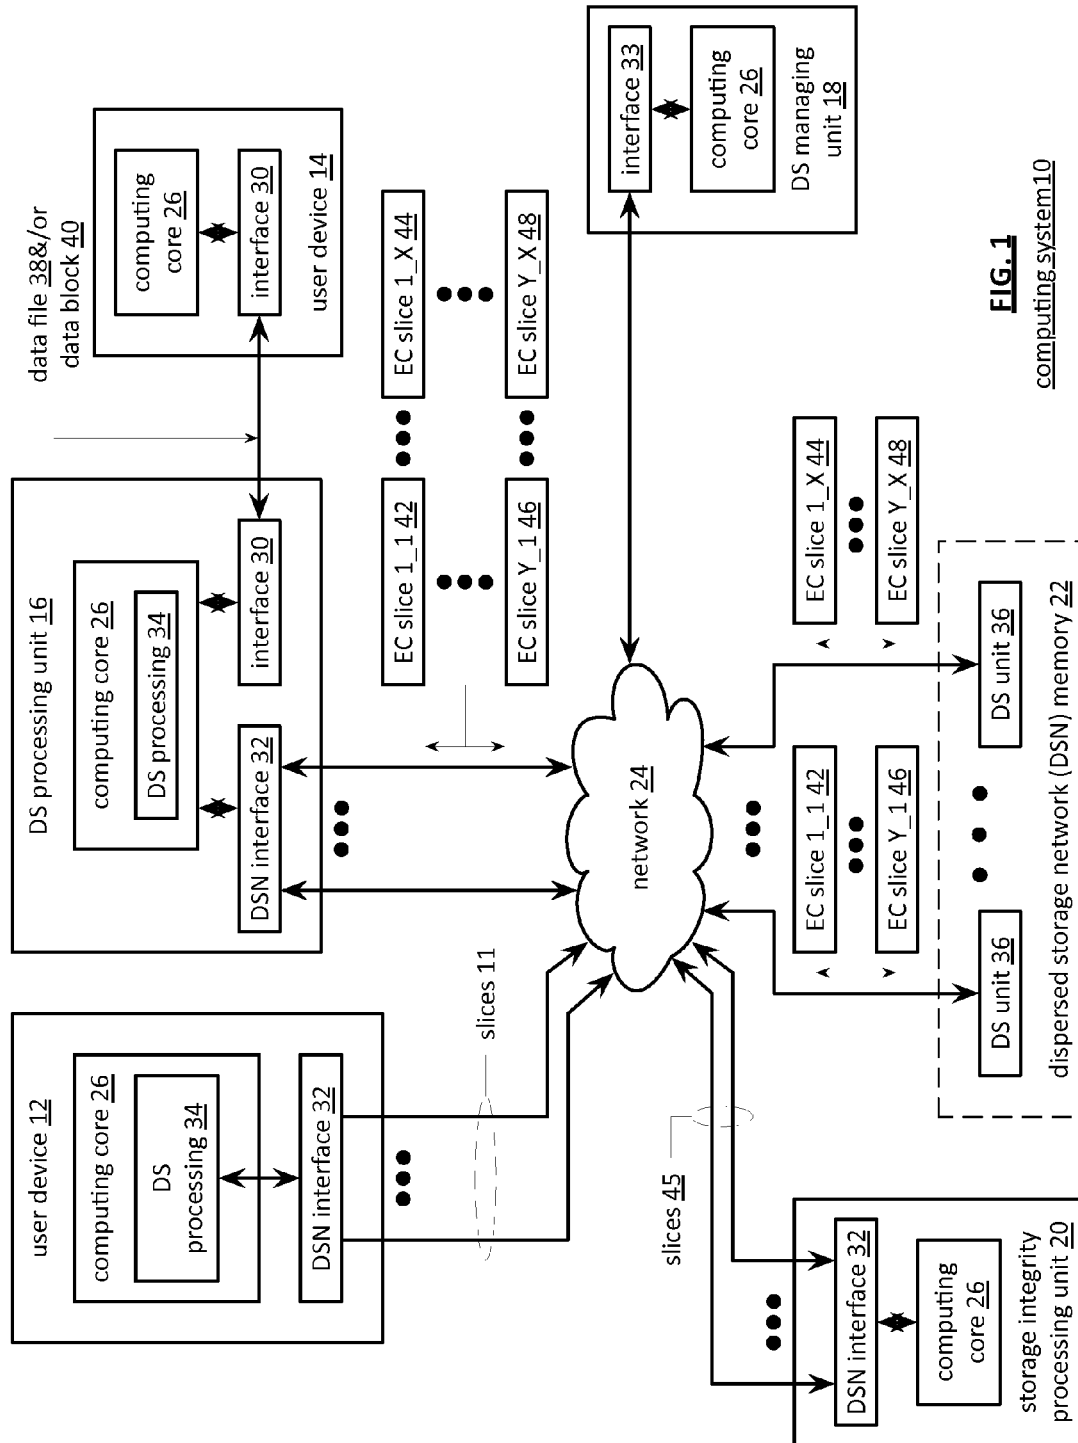 user device 12
computing core 26
DS
processing 34
DSN interface 32
slices 11
DS processing unit 16
computing core 26
DS processing 34
DSN interface 32
interface 30
data file 38&/or
data block 40
computing
core 26
interface 30
user device 14
EC slice 1_1 42
EC slice 1_X 44
EC slice Y_1 46
EC slice Y_X 48
network 24
interface 33
computing
core 26
DS managing
unit 18
slices 45
DSN interface 32
computing
core 26
storage integrity
processing unit 20
EC slice 1_1 42
EC slice Y_1 46
EC slice 1_X 44
EC slice Y_X 48
DS unit 36
DS unit 36
dispersed storage network (DSN) memory 22
FIG. 1
computing system10